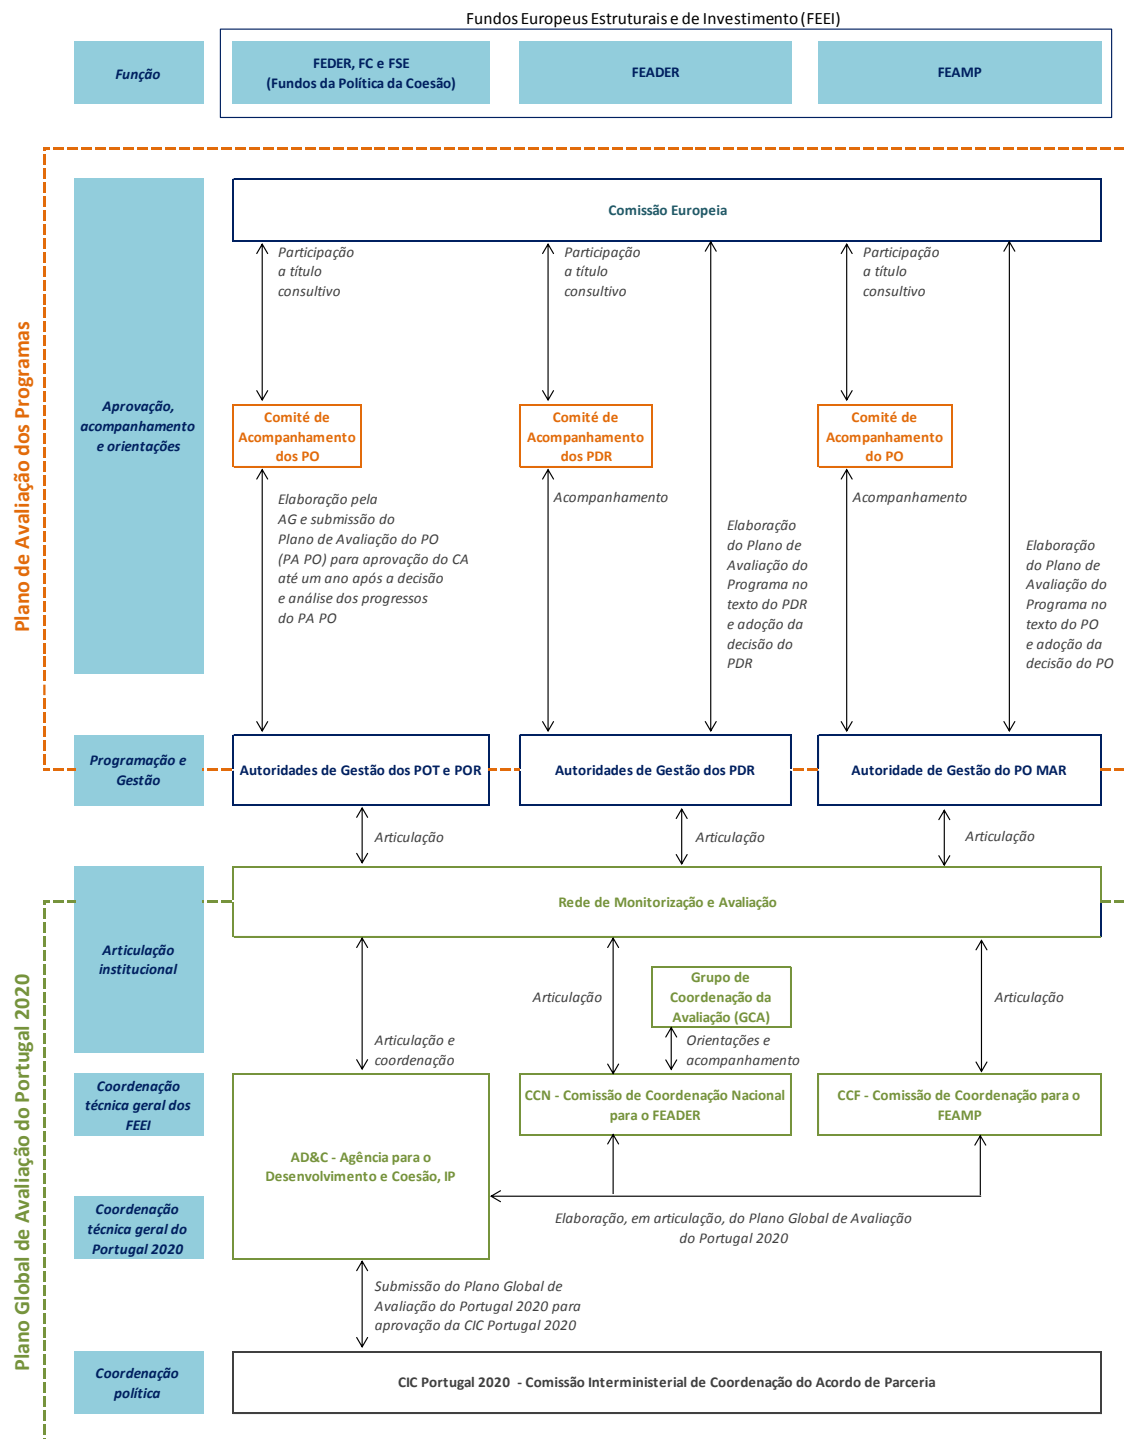 Fundos Europeus Estruturais e de Investimento (FEEI)
Função
FEDER, FC e FSE
(Fundos da Política da Coesão)
FEADER
FEAMP
Plano de Avaliação dos Programas
Aprovação,
acompanhamento
e orientações
Comissão Europeia
Participação
a título
consultivo
Participação
a título
consultivo
Participação
a título
consultivo
Comité de
Acompanhamento
dos PO
Comité de
Acompanhamento
dos PDR
Comité de
Acompanhamento
do PO
Elaboração pela
AG e submissão do
Plano de Avaliação do PO
(PA PO) para aprovação do CA
até um ano após a decisão
e análise dos progressos
do PA PO
Acompanhamento
Elaboração
do Plano de
Avaliação do
Programa no
texto do PDR
e adoção da
decisão do
PDR
Acompanhamento
Elaboração
do Plano de
Avaliação do
Programa no
texto do PO
e adoção da
decisão do PO
Programação e
Gestão
Autoridades de Gestão dos POT e POR
Autoridades de Gestão dos PDR
Autoridade de Gestão do PO MAR
Articulação
Articulação
Articulação
Plano Global de Avaliação do Portugal 2020
Articulação
institucional
Rede de Monitorização e Avaliação
Articulação e
coordenação
Articulação
Grupo de
Coordenação da
Avaliação (GCA)
Orientações e
acompanhamento
Articulação
Coordenação
técnica geral dos
FEEI
AD&C - Agência para o
Desenvolvimento e Coesão, IP
CCN - Comissão de Coordenação Nacional
para o FEADER
CCF - Comissão de Coordenação para o
FEAMP
Coordenação
técnica geral do
Portugal 2020
Elaboração, em articulação, do Plano Global de Avaliação
do Portugal 2020
Submissão do Plano Global de
Avaliação do Portugal 2020 para
aprovação da CIC Portugal 2020
Coordenação
política
CIC Portugal 2020 - Comissão Interministerial de Coordenação do Acordo de Parceria